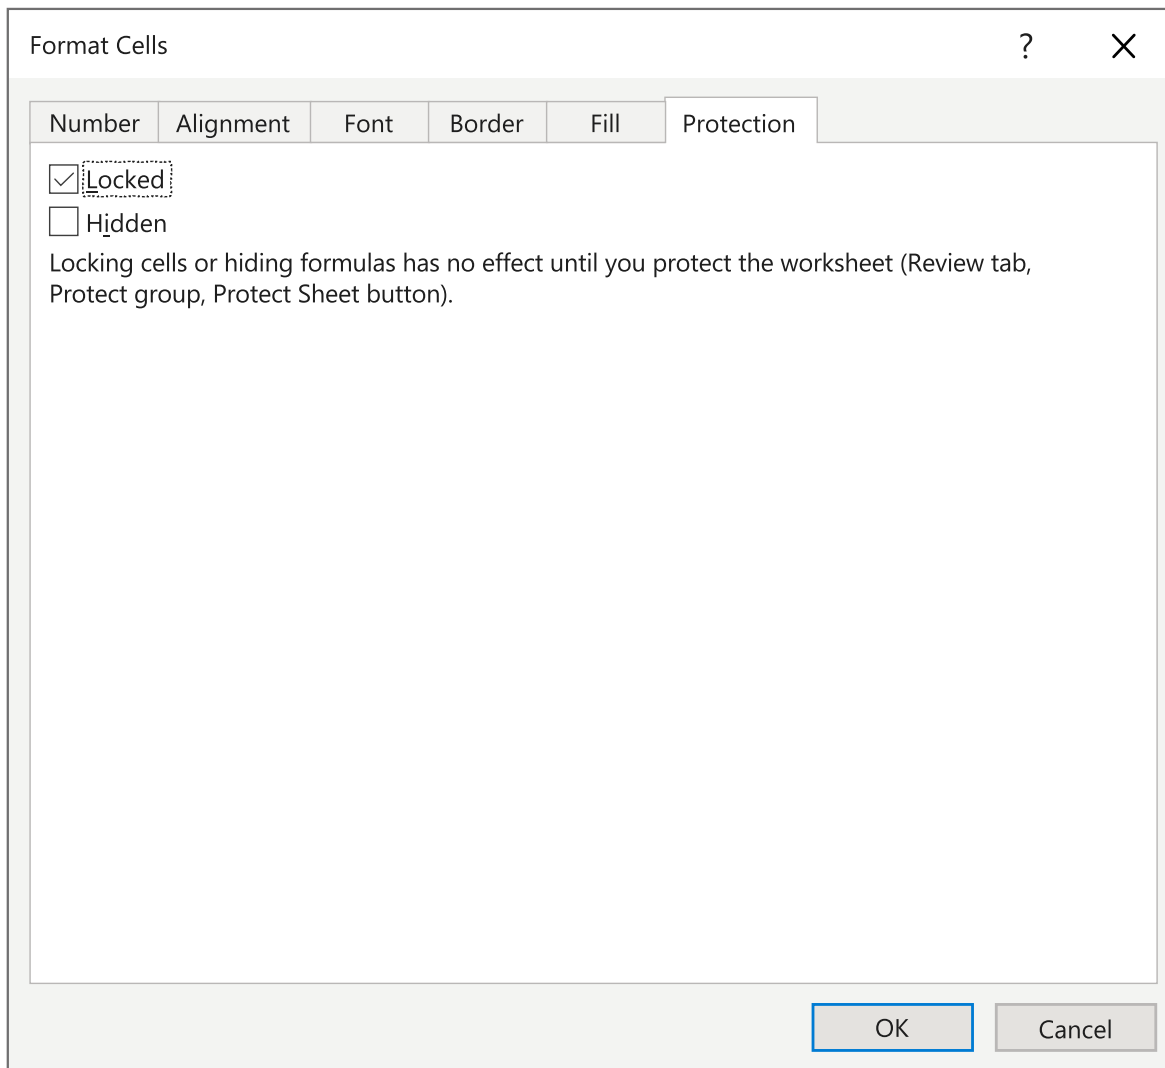 Format Cells ?
Number Alignment Font Border Fill Protection
Locked
Hidden
Locking cells or hiding formulas has no effect until you protect the worksheet (Review tab,
Protect group, Protect Sheet button).
OK Cancel